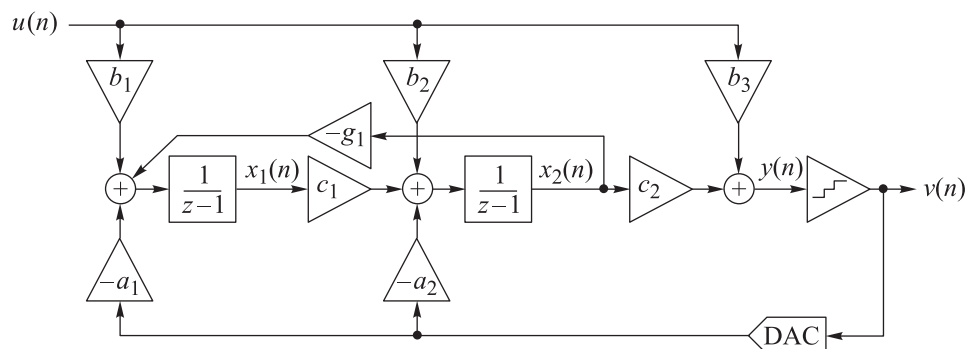 u(n)
b₁ b₂ b₃
−g₁
+ 1/(z−1) x₁(n) c₁ + 1/(z−1) x₂(n) c₂ + y(n) v(n)
−a₁ −a₂
DAC